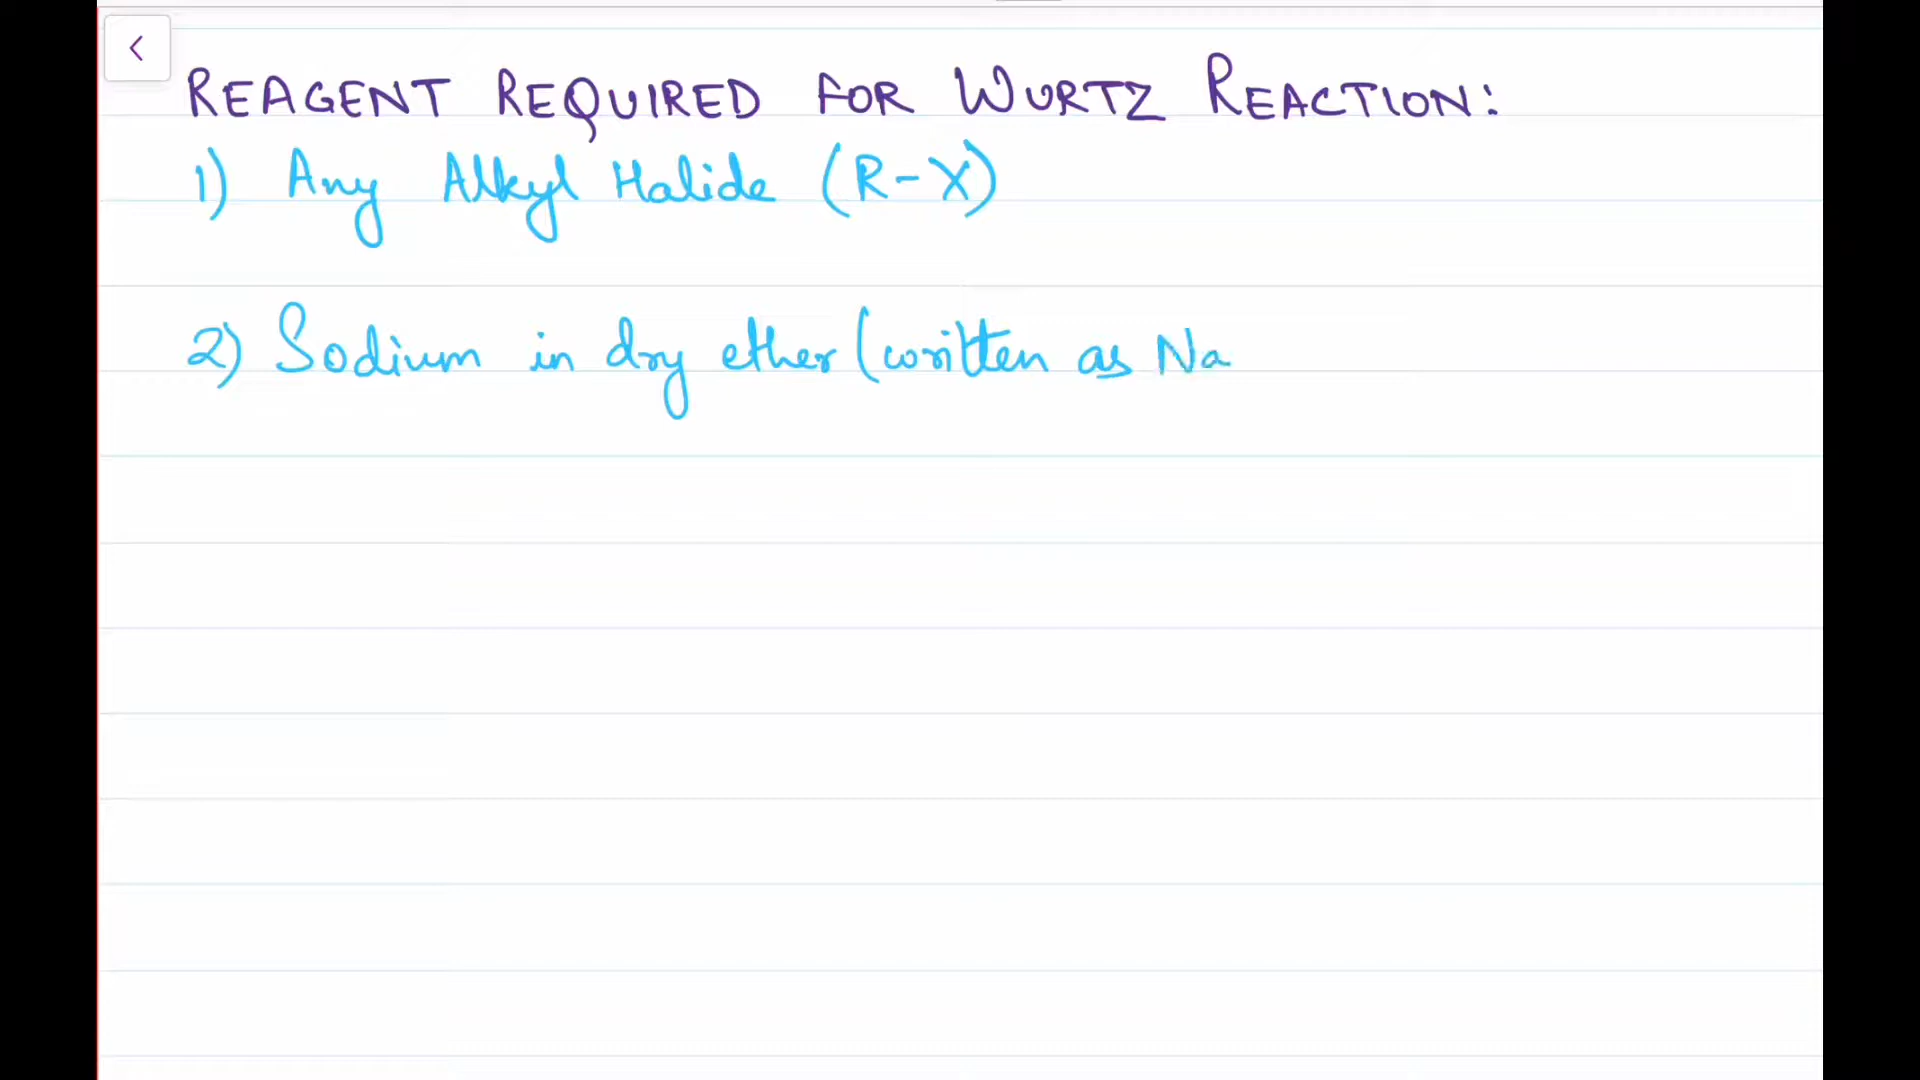 REAGENT REQUIRED FOR WURTZ REACTION:
1) Any Alkyl Halide (R-X)
2) Sodium in dry ether (written as Na